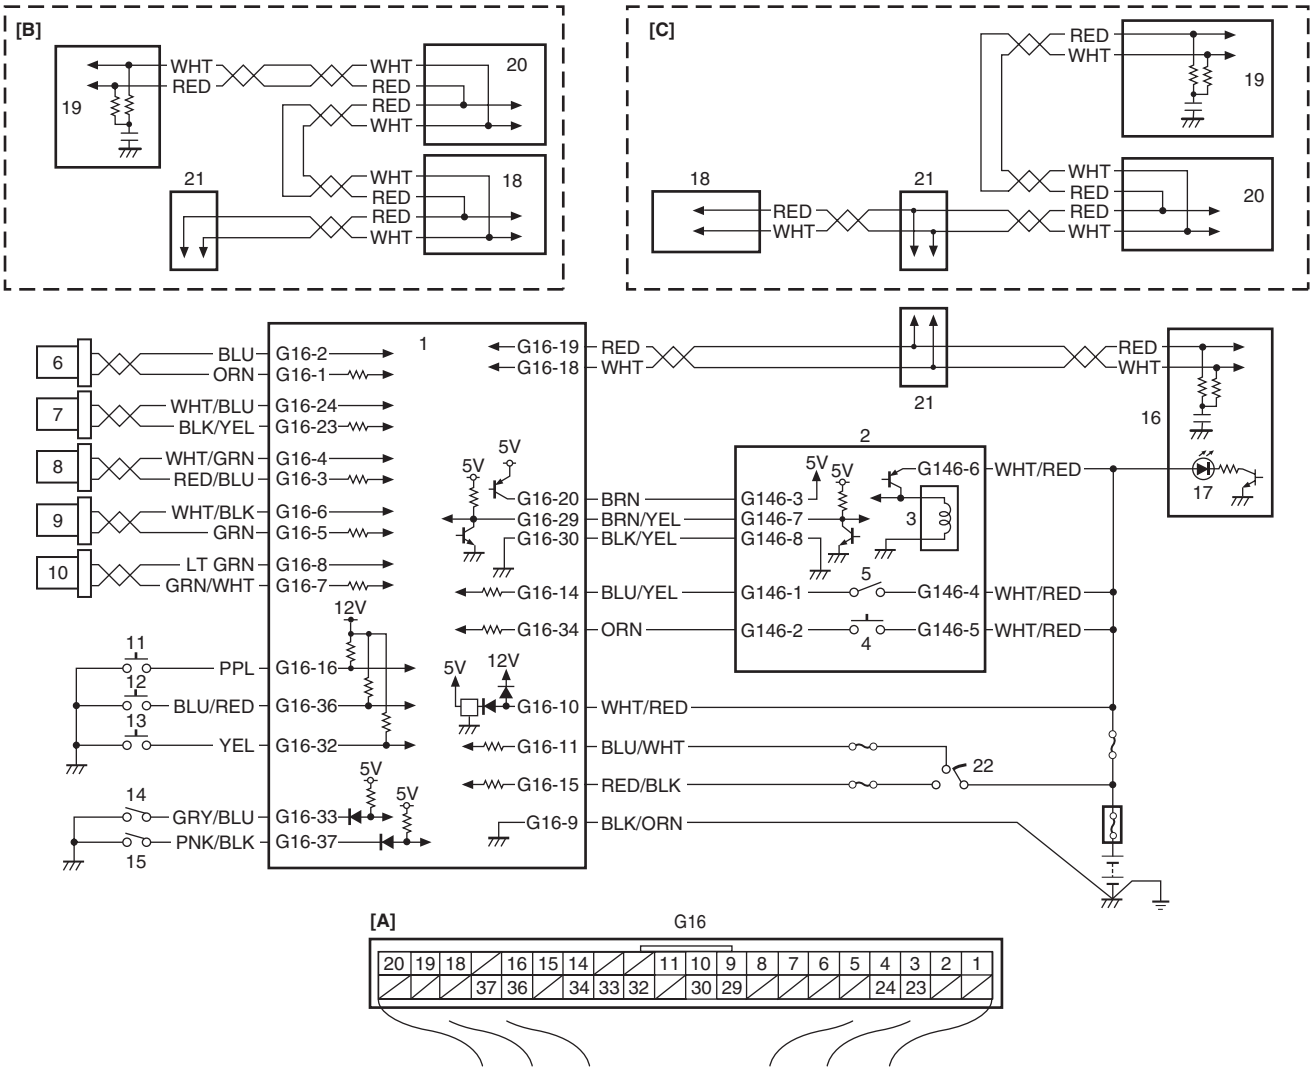 [B]
WHT
RED
19
WHT
RED
RED
WHT
20
WHT
RED
RED
WHT
18
21
[C]
RED
WHT
19
WHT
RED
RED
WHT
20
18
RED
WHT
21
6
BLU
ORN
G16-2
G16-1
7
WHT/BLU
BLK/YEL
G16-24
G16-23
8
WHT/GRN
RED/BLU
G16-4
G16-3
9
WHT/BLK
GRN
G16-6
G16-5
10
LT GRN
GRN/WHT
G16-8
G16-7
12V
11
PPL
G16-16
12
BLU/RED
G16-36
13
YEL
G16-32
5V
5V
14
GRY/BLU
G16-33
PNK/BLK
G16-37
15
1
G16-19
RED
G16-18
WHT
21
RED
WHT
16
17
5V
5V
G16-20
BRN
G16-29
BRN/YEL
G16-30
BLK/YEL
G16-14
BLU/YEL
G16-34
ORN
5V
12V
G16-10
WHT/RED
G16-11
BLU/WHT
G16-15
RED/BLK
G16-9
BLK/ORN
22
2
5V
5V
G146-3
G146-7
G146-8
G146-6
WHT/RED
3
G146-1
5
G146-4
WHT/RED
G146-2
4
G146-5
WHT/RED
[A]
G16
20 19 18 16 15 14 11 10 9 8 7 6 5 4 3 2 1
37 36 34 33 32 30 29 24 23